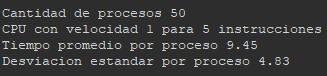 Cantidad de procesos 50
CPU con velocidad 1 para 5 instrucciones
Tiempo promedio por proceso 9.45
Desviacion estandar por proceso 4.83